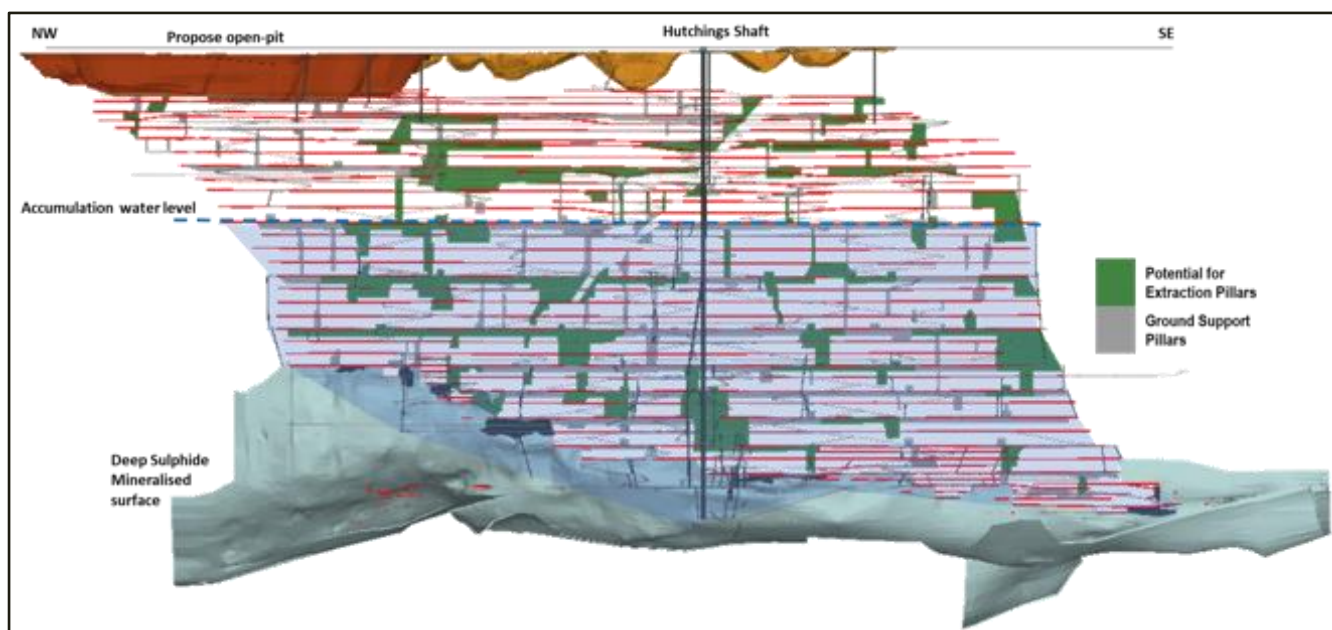 NW
Propose open-pit
Hutchings Shaft
SE
Accumulation water level
Potential for
Extraction Pillars
Ground Support
Pillars
Deep Sulphide
Mineralised
surface